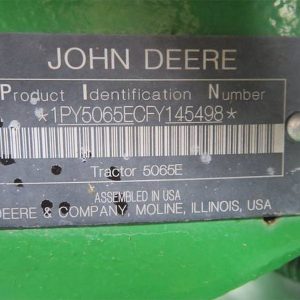 JOHN DEERE
Product Identification Number
*1PY5065ECFY145498*
Tractor 5065E
ASSEMBLED IN USA
DEERE & COMPANY, MOLINE, ILLINOIS, USA